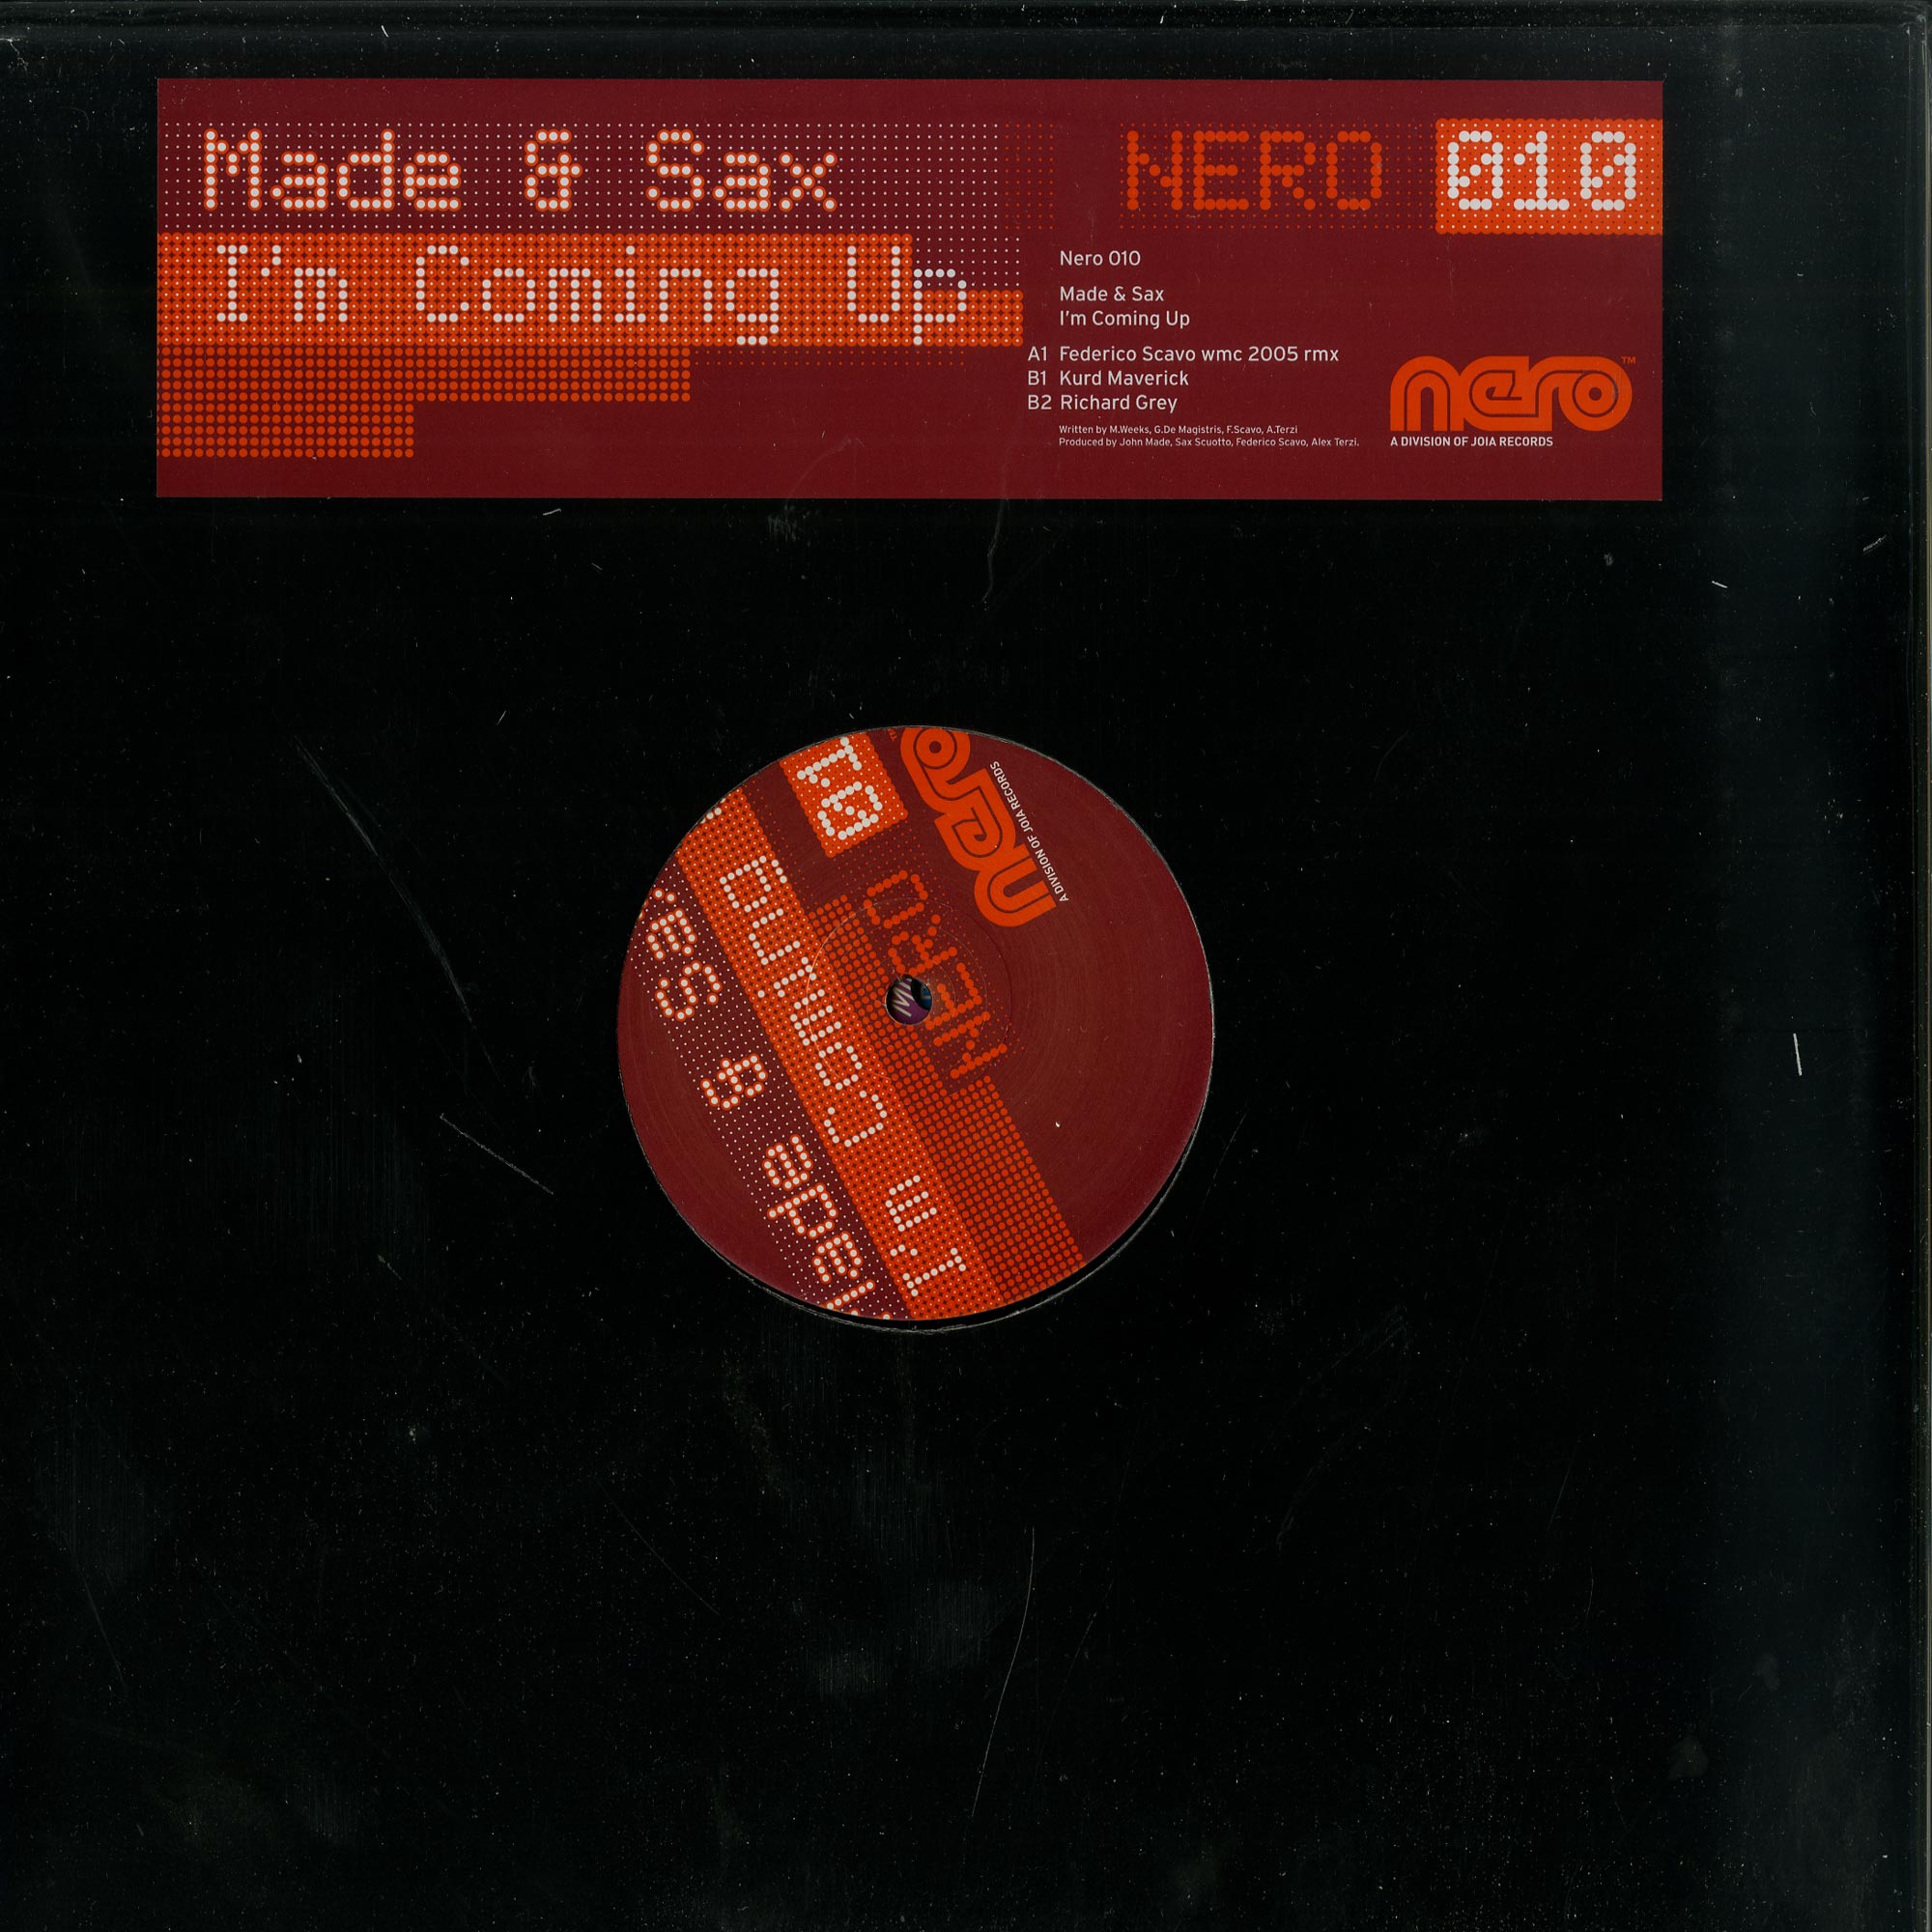 Made & Sax
NERO 010
I'm Coming Up
Nero 010
Made & Sax
I'm Coming Up
A1 Federico Scavo wmc 2005 rmx
B1 Kurd Maverick
B2 Richard Grey
Written by M.Weeks, G.De Magistris, F.Scavo, A.Terzi
Produced by John Made, Sax Scuotto, Federico Scavo, Alex Terzi.
nero™
A DIVISION OF JOIA RECORDS
nero
A DIVISION OF JOIA RECORDS
NERO
I'm Coming
&